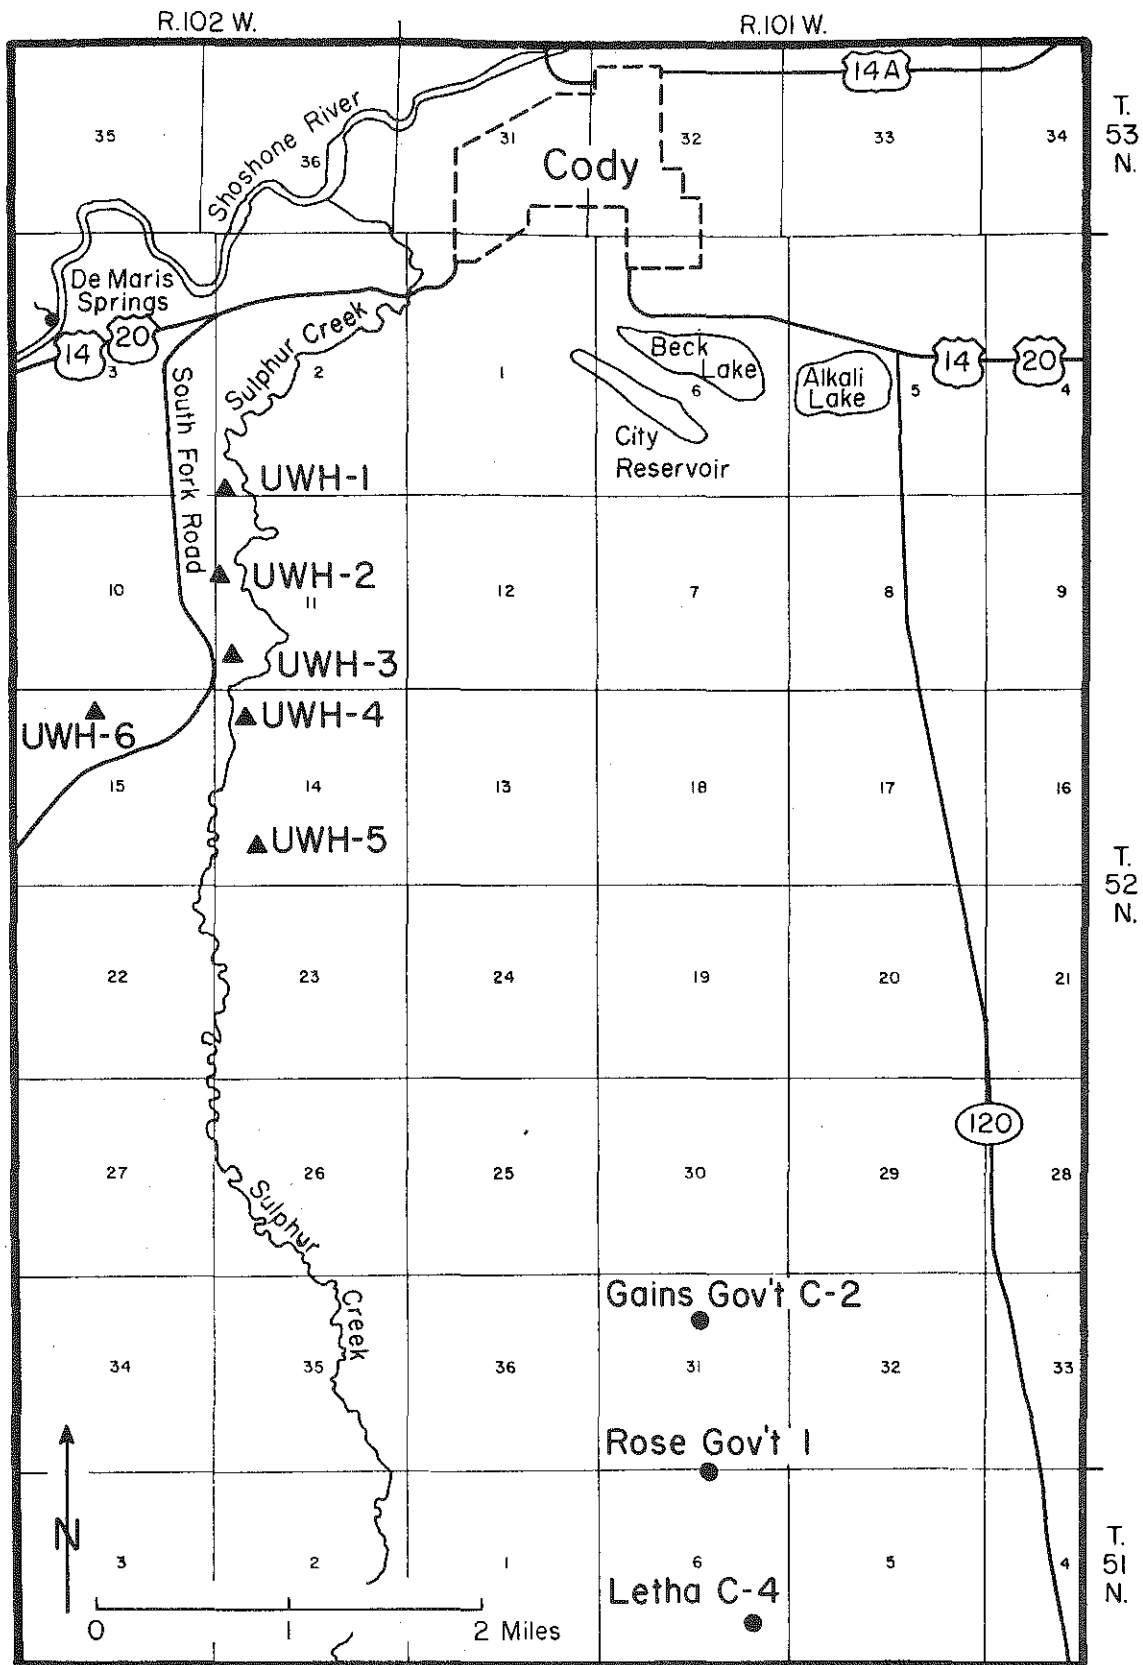 R.102 W.
R.101 W.
14A
T.
53
N.
35
36
31
32
33
34
Shoshone River
Cody
De Maris
Springs
14
20
3
South Fork Road
Sulphur Creek
2
1
Beck
Lake
6
City
Reservoir
Alkali
Lake
5
14
20
4
UWH-1
UWH-2
10
11
12
7
8
9
UWH-3
UWH-4
UWH-6
15
14
13
18
17
16
UWH-5
T.
52
N.
22
23
24
19
20
21
120
27
26
25
30
29
28
Sulphur
Creek
Gains Gov't C-2
34
35
36
31
32
33
Rose Gov't 1
N
3
2
1
6
5
4
T.
51
N.
Letha C-4
0
1
2 Miles